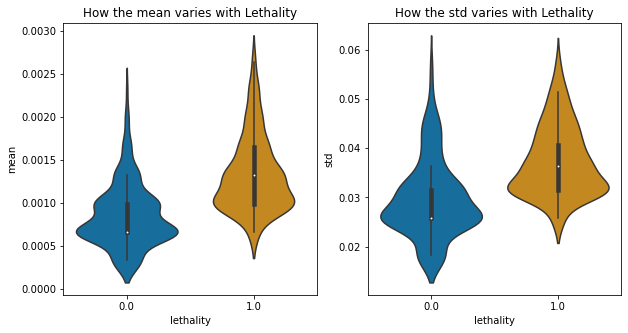 How the mean varies with Lethality
0.0030
0.0025
0.0020
0.0015
0.0010
0.0005
0.0000
mean
0.0
1.0
lethality
How the std varies with Lethality
0.06
0.05
0.04
0.03
0.02
std
0.0
1.0
lethality